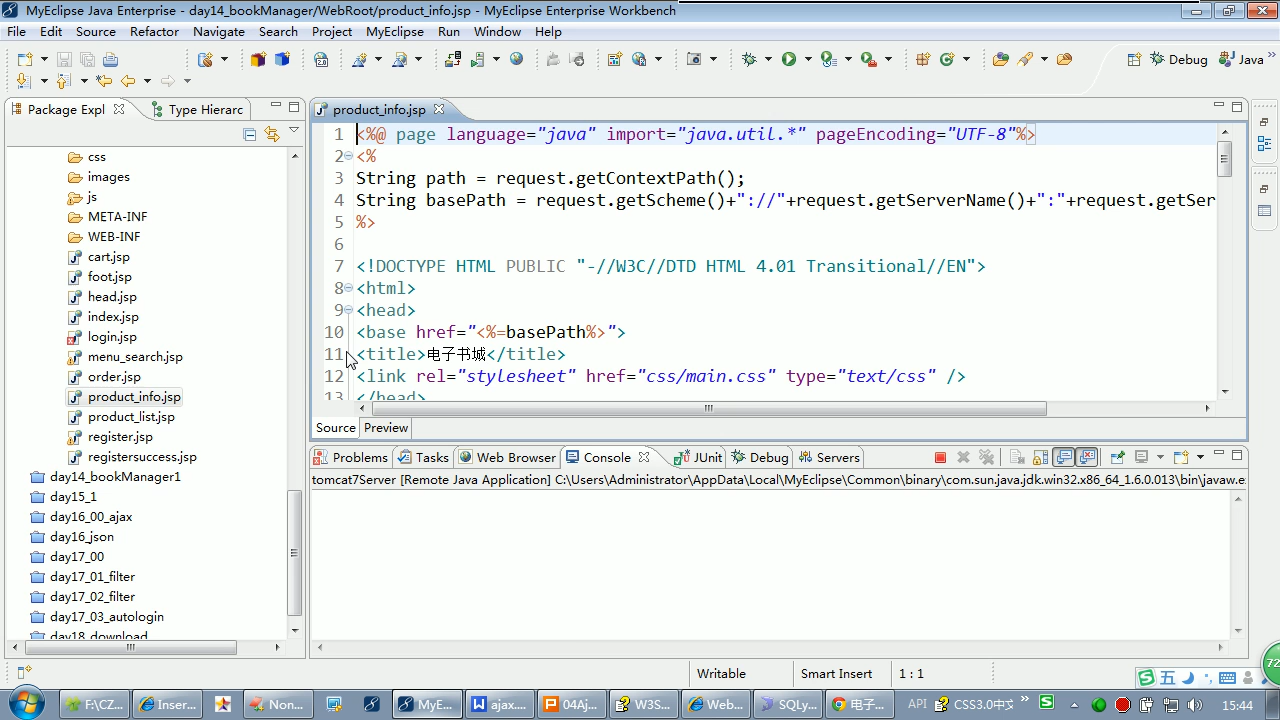 MyEclipse Java Enterprise - day14_bookManager/WebRoot/product_info.jsp - MyEclipse Enterprise Workbench
File Edit Source Refactor Navigate Search Project MyEclipse Run Window Help
Debug Java
Package Expl Type Hierarc
css
images
js
META-INF
WEB-INF
cart.jsp
foot.jsp
head.jsp
index.jsp
login.jsp
menu_search.jsp
order.jsp
product_info.jsp
product_list.jsp
register.jsp
registersuccess.jsp
day14_bookManager1
day15_1
day16_00_ajax
day16_json
day17_00
day17_01_filter
day17_02_filter
day17_03_autologin
day18_download
product_info.jsp
1 <%@ page language="java" import="java.util.*" pageEncoding="UTF-8"%>
2 <%
3 String path = request.getContextPath();
4 String basePath = request.getScheme()+"://"+request.getServerName()+":"+request.getSer
5 %>
6
7 <!DOCTYPE HTML PUBLIC "-//W3C//DTD HTML 4.01 Transitional//EN">
8 <html>
9 <head>
10 <base href="<%=basePath%>">
11 <title>电子书城</title>
12 <link rel="stylesheet" href="css/main.css" type="text/css" />
13 </head>
Source Preview
Problems Tasks Web Browser Console JUnit Debug Servers
tomcat7Server [Remote Java Application] C:\Users\Administrator\AppData\Local\MyEclipse\Common\binary\com.sun.java.jdk.win32.x86_64_1.6.0.013\bin\javaw.e
Writable Smart Insert 1 : 1
五
72
F:\CZ... Inser... Non... MyE... ajax.... 04Aj... W3S... Web... SQLy... 电子... API CSS3.0中文 15:44